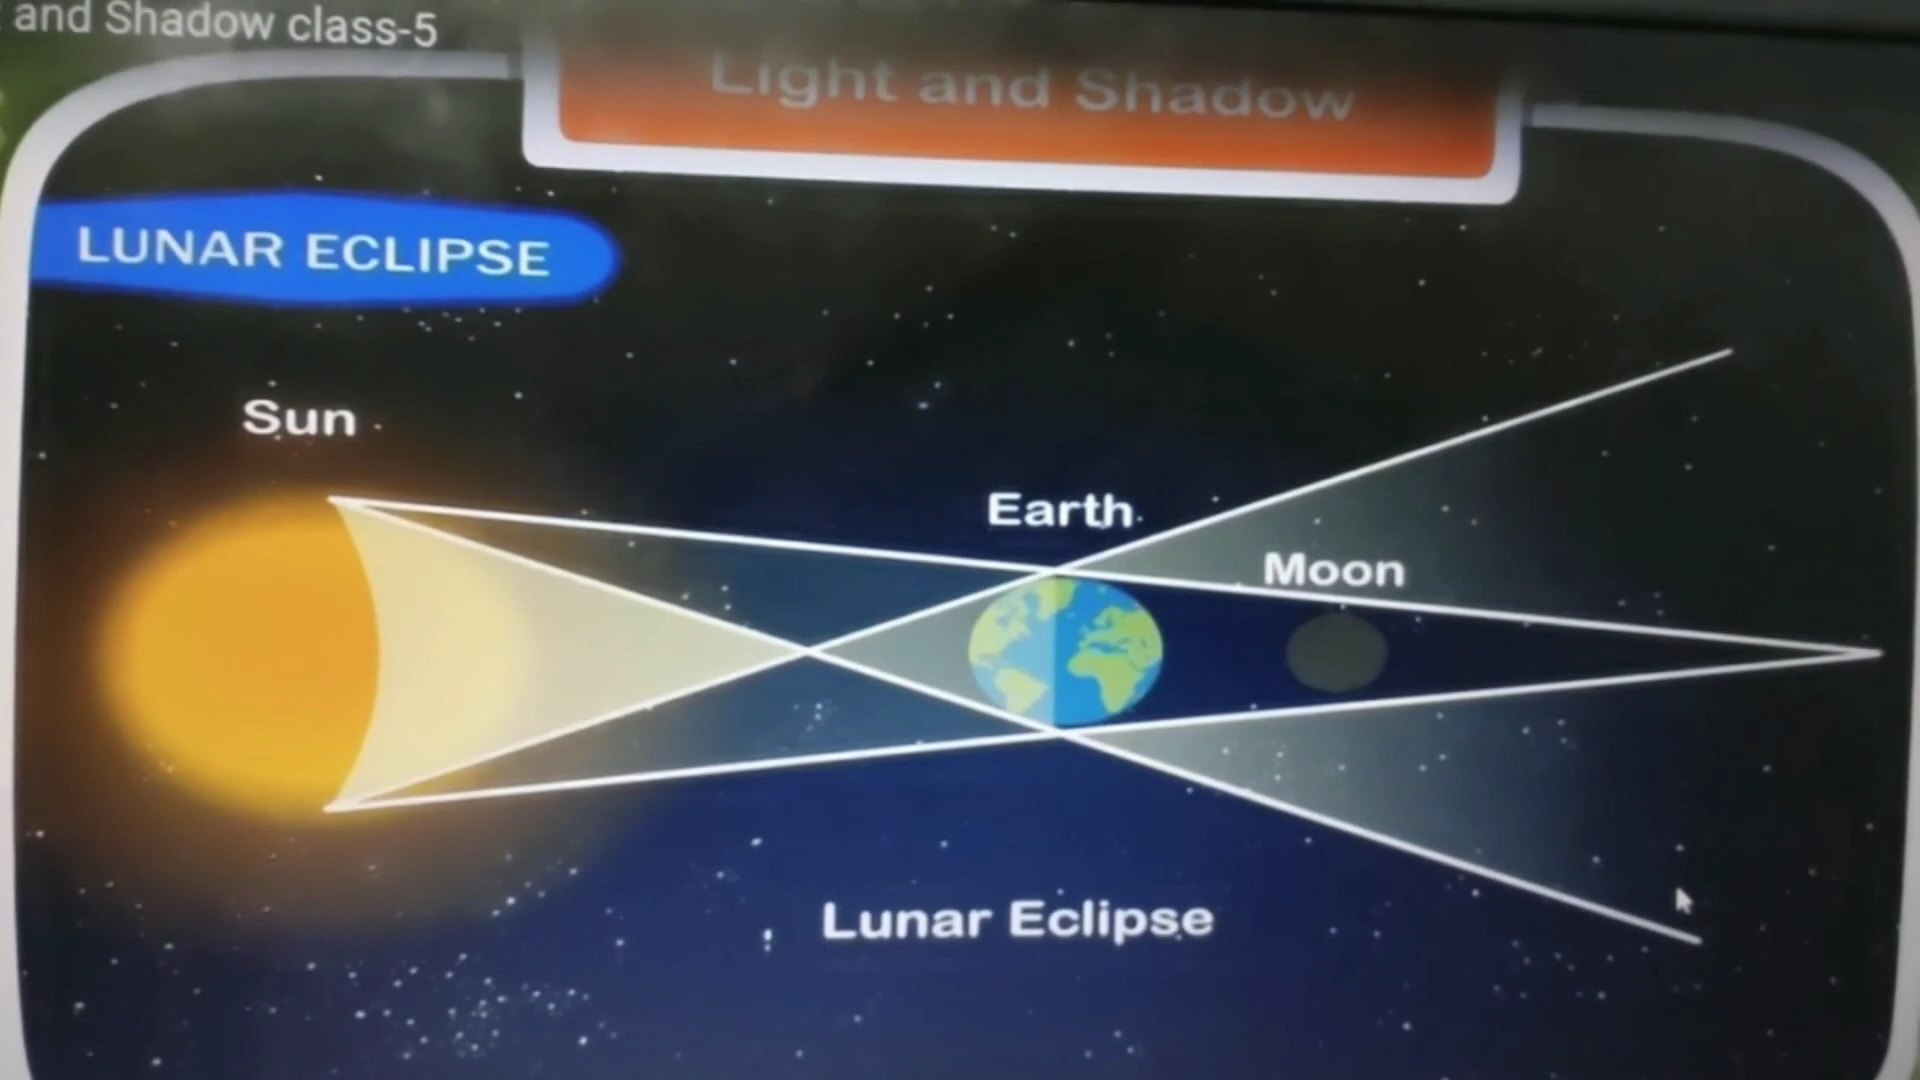 and Shadow class-5
Light and Shadow
LUNAR ECLIPSE
Sun
Earth
Moon
Lunar Eclipse